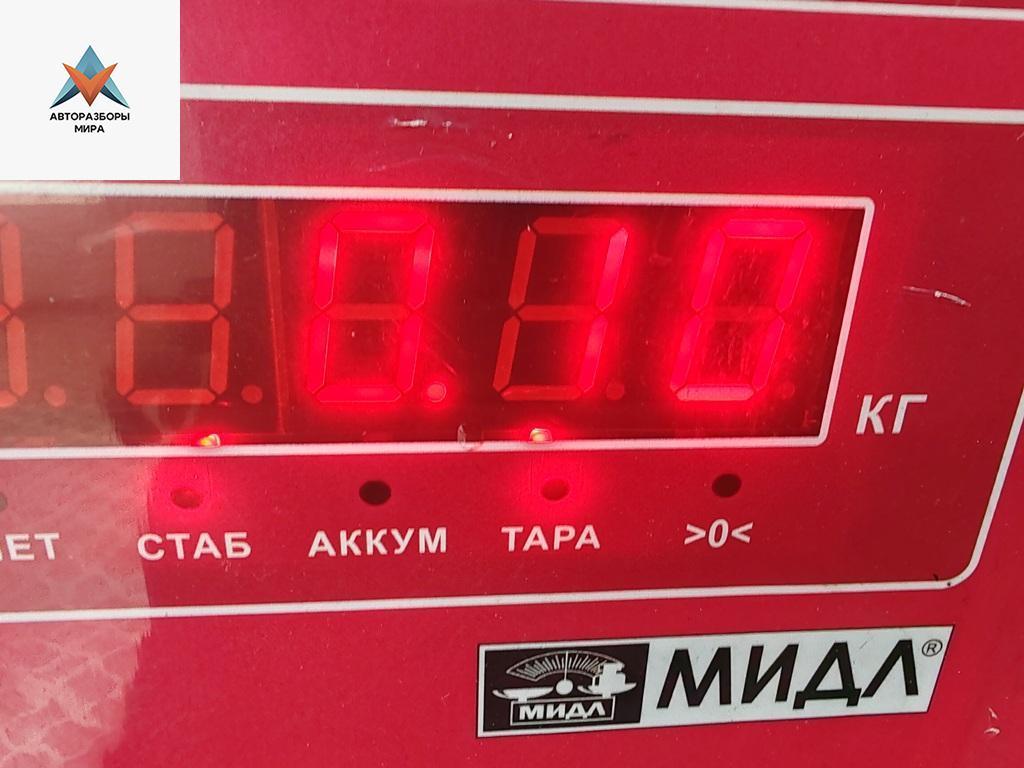 АВТОРАЗБОРЫ
МИРА
0.10
КГ
СТАБ АККУМ ТАРА >0<
МИДЛ МИДЛ®